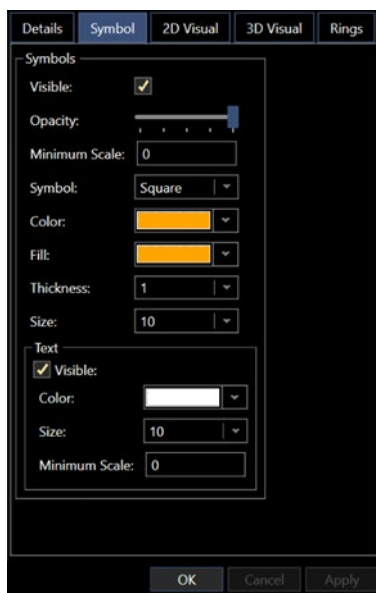 Details Symbol 2D Visual 3D Visual Rings
Symbols
Visible:
Opacity:
Minimum Scale: 0
Symbol: Square
Color:
Fill:
Thickness: 1
Size: 10
Text
Visible:
Color:
Size: 10
Minimum Scale: 0
OK Cancel Apply